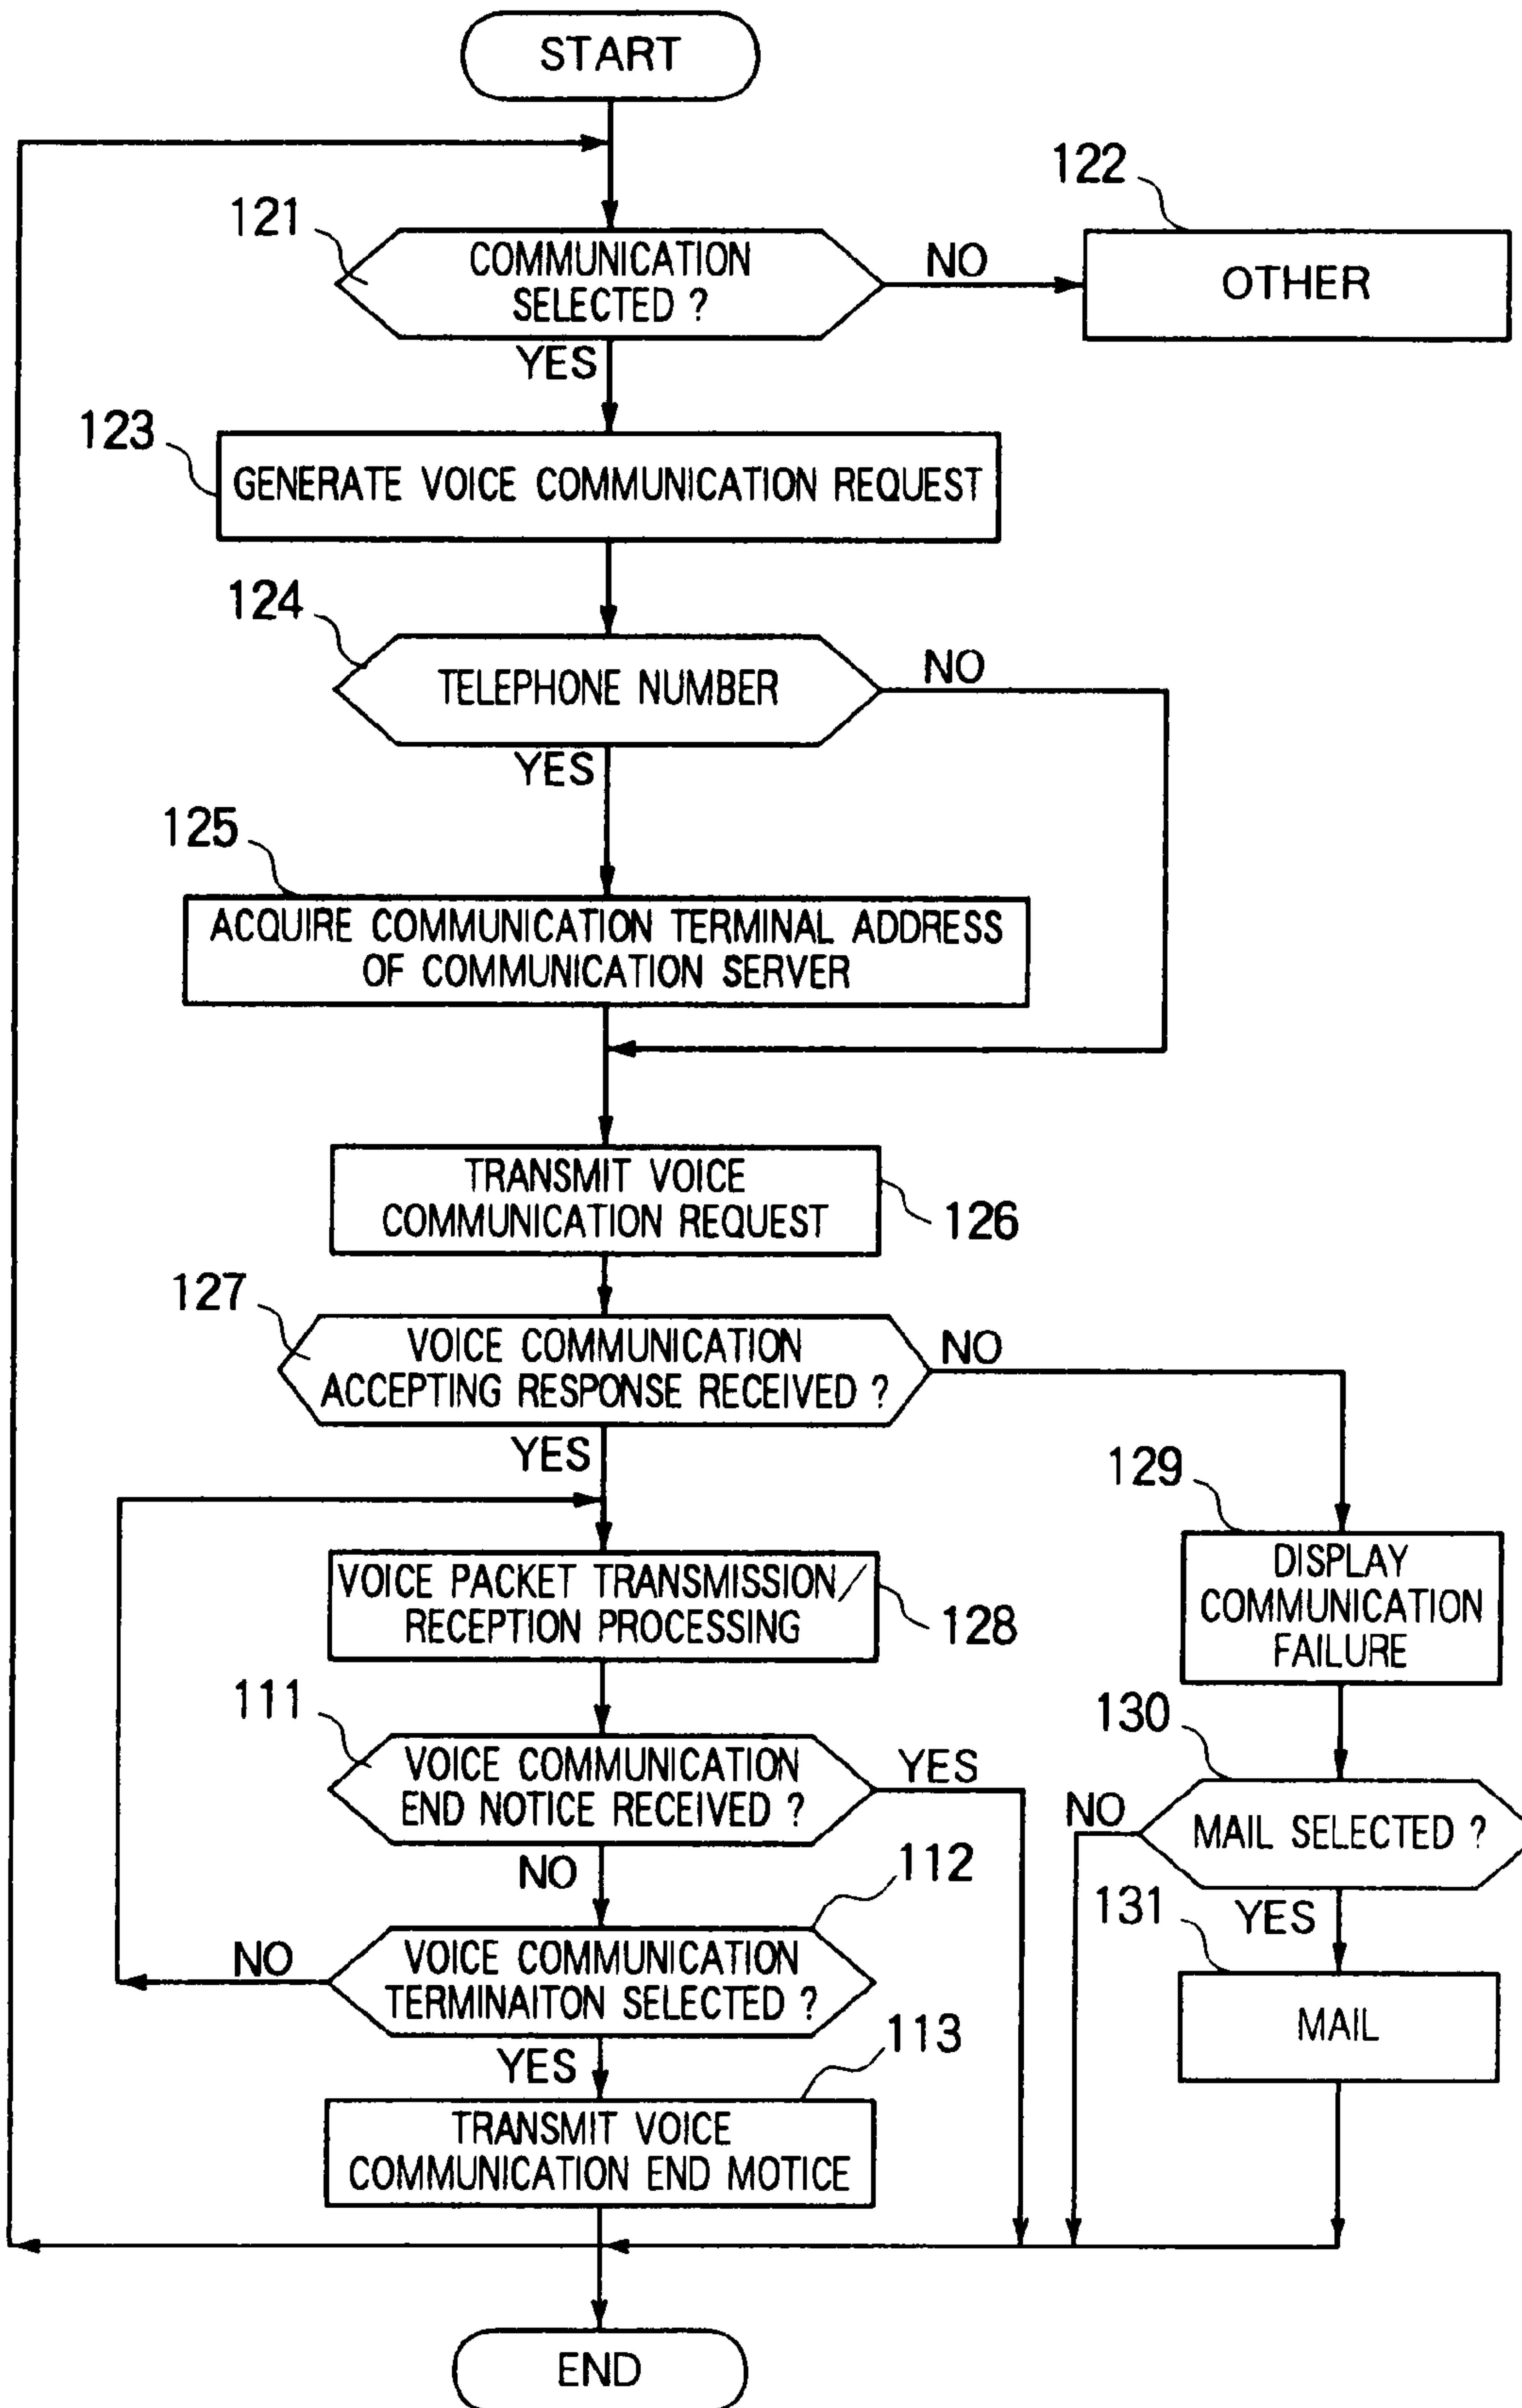 START
121
COMMUNICATION
SELECTED ?
NO
122
OTHER
YES
123
GENERATE VOICE COMMUNICATION REQUEST
124
TELEPHONE NUMBER
NO
YES
125
ACQUIRE COMMUNICATION TERMINAL ADDRESS
OF COMMUNICATION SERVER
TRANSMIT VOICE
COMMUNICATION REQUEST
126
127
VOICE COMMUNICATION
ACCEPTING RESPONSE RECEIVED ?
NO
YES
VOICE PACKET TRANSMISSION/
RECEPTION PROCESSING
128
129
DISPLAY
COMMUNICATION
FAILURE
111
VOICE COMMUNICATION
END NOTICE RECEIVED ?
YES
NO
130
MAIL SELECTED ?
NO
YES
131
MAIL
112
VOICE COMMUNICATION
TERMINAITON SELECTED ?
NO
YES
113
TRANSMIT VOICE
COMMUNICATION END MOTICE
END